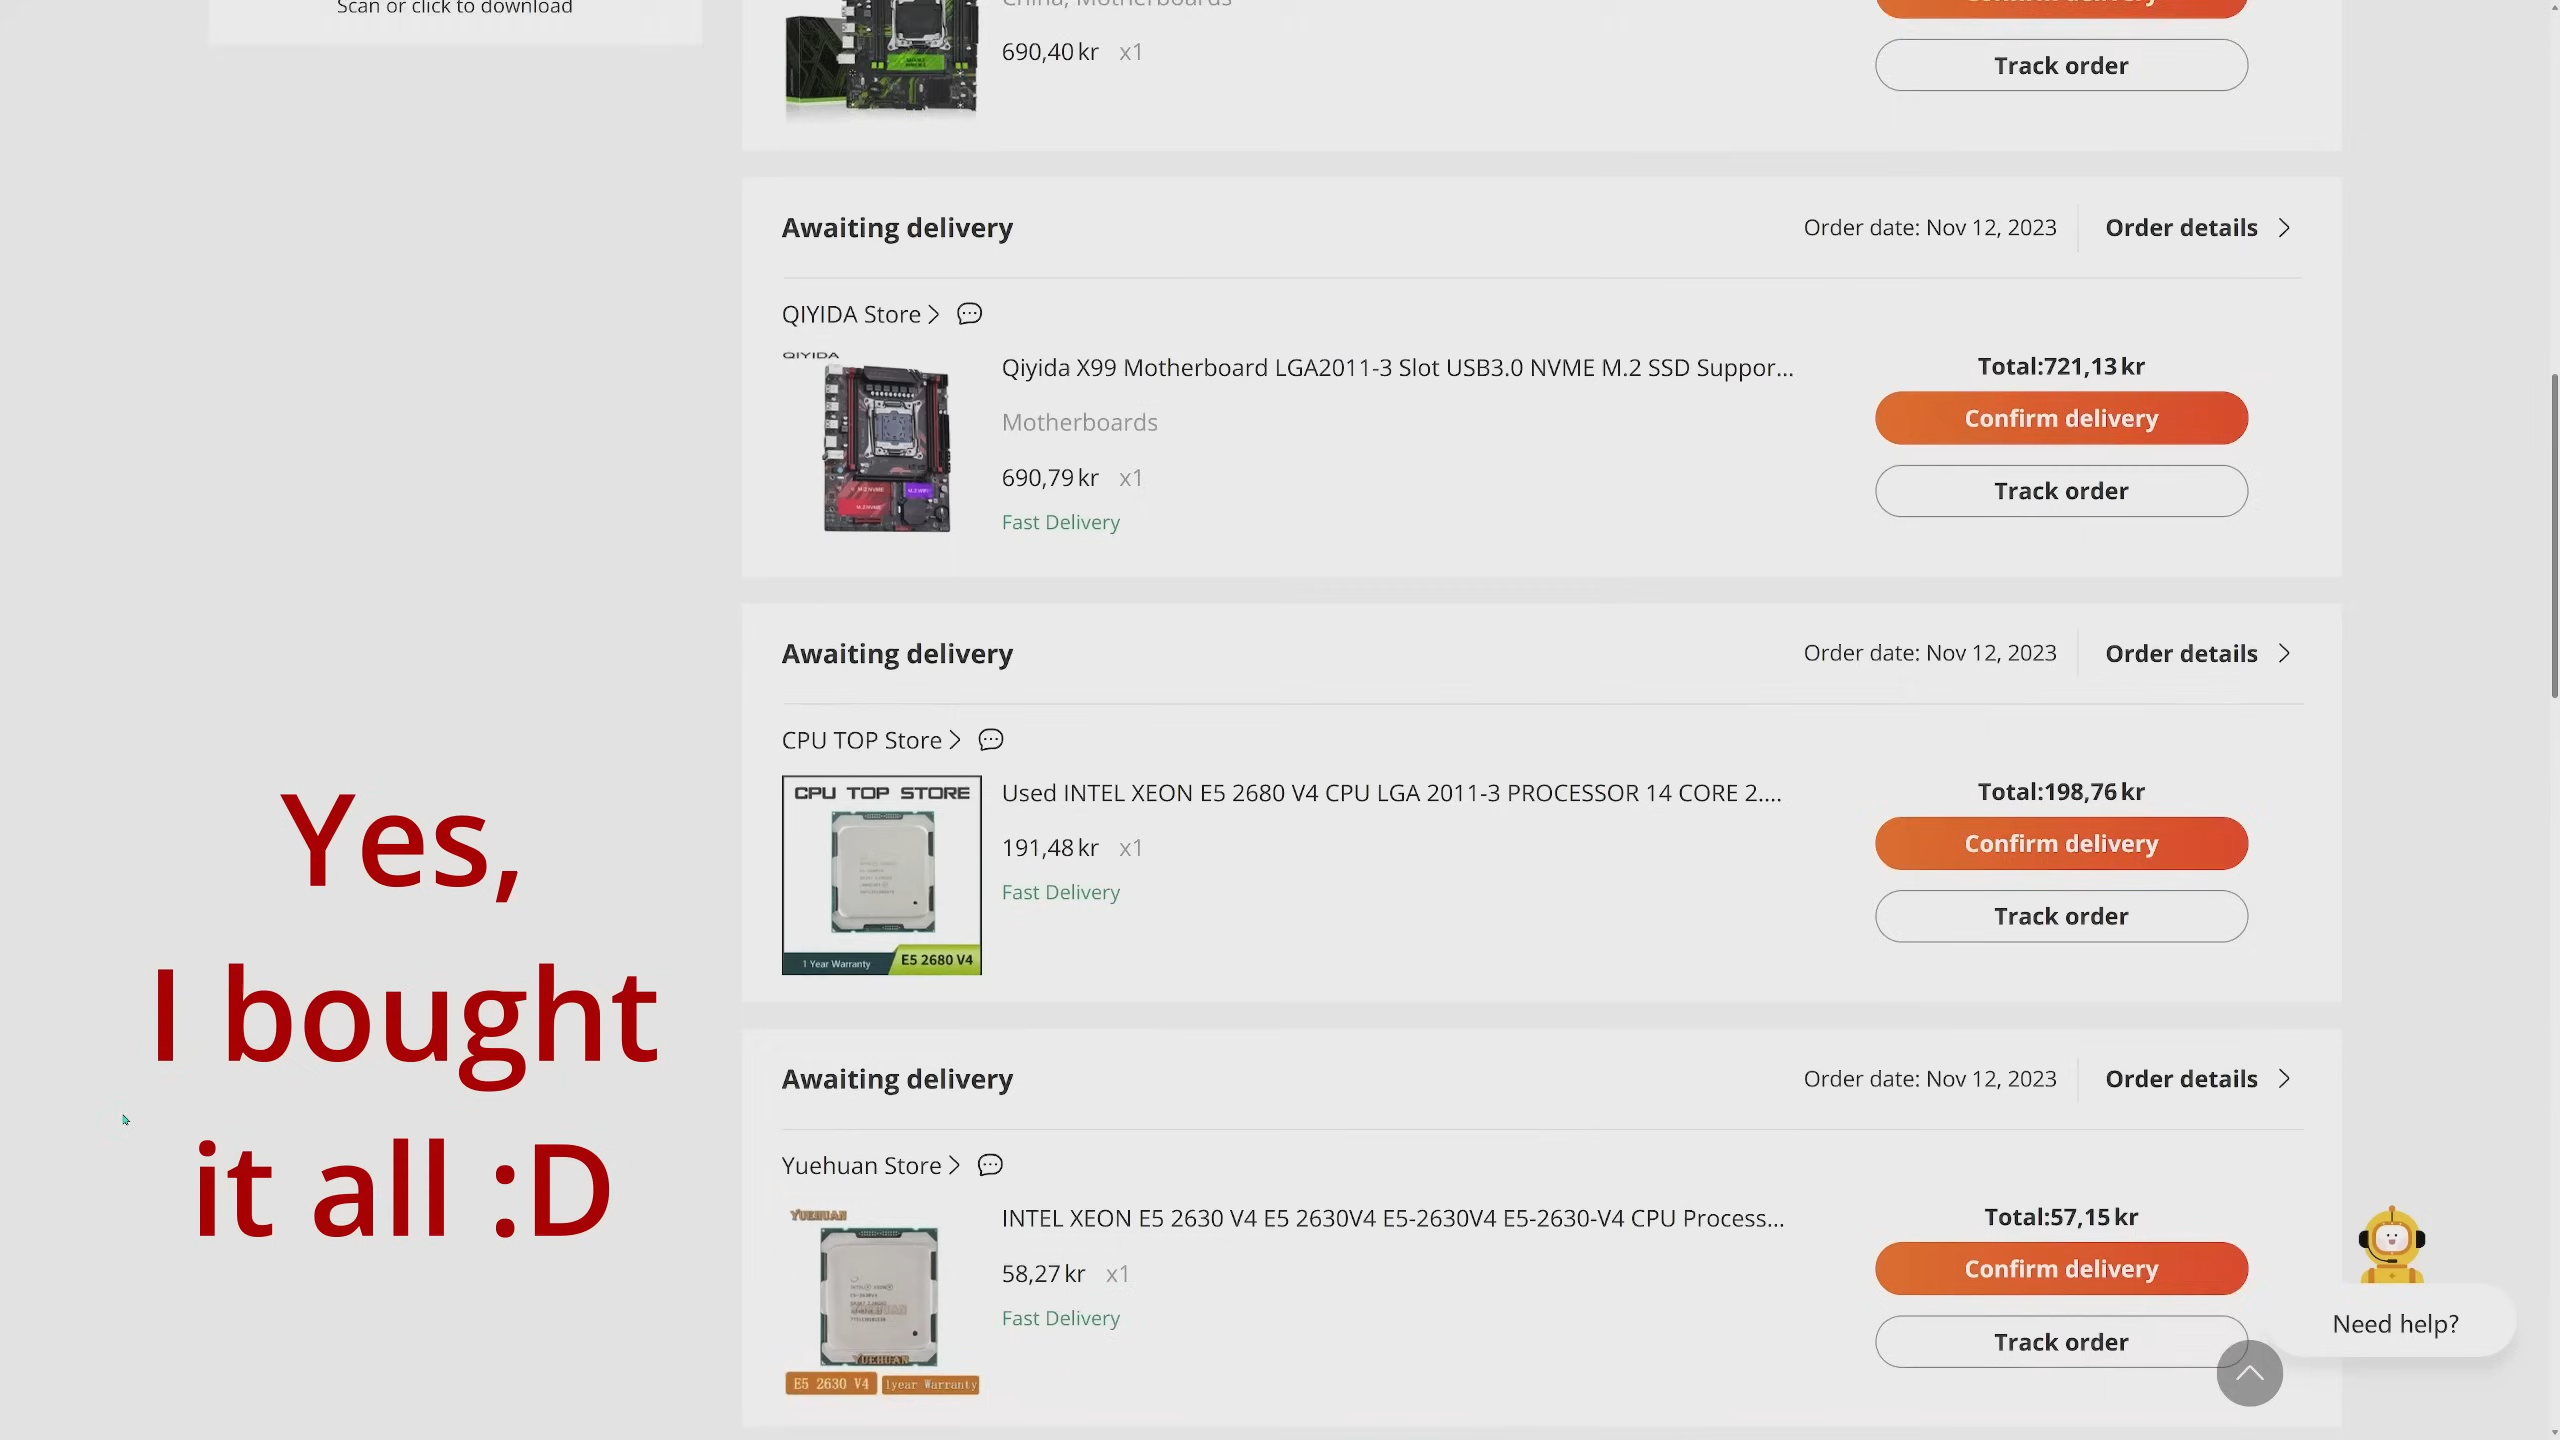 Scan or click to download
690,40 kr x1
Track order
Awaiting delivery
Order date: Nov 12, 2023
Order details
QIYIDA Store
QIYIDA
Qiyida X99 Motherboard LGA2011-3 Slot USB3.0 NVME M.2 SSD Suppor...
Motherboards
690,79 kr x1
Fast Delivery
Total:721,13 kr
Confirm delivery
Track order
Awaiting delivery
Order date: Nov 12, 2023
Order details
CPU TOP Store
CPU TOP STORE
1 Year Warranty
E5 2680 V4
Used INTEL XEON E5 2680 V4 CPU LGA 2011-3 PROCESSOR 14 CORE 2....
191,48 kr x1
Fast Delivery
Total:198,76 kr
Confirm delivery
Track order
Yes,
I bought
it all :D
Awaiting delivery
Order date: Nov 12, 2023
Order details
Yuehuan Store
YUEHUAN
YUEHUAN
E5 2630 V4
1year Warranty
INTEL XEON E5 2630 V4 E5 2630V4 E5-2630V4 E5-2630-V4 CPU Process...
58,27 kr x1
Fast Delivery
Total:57,15 kr
Confirm delivery
Track order
Need help?